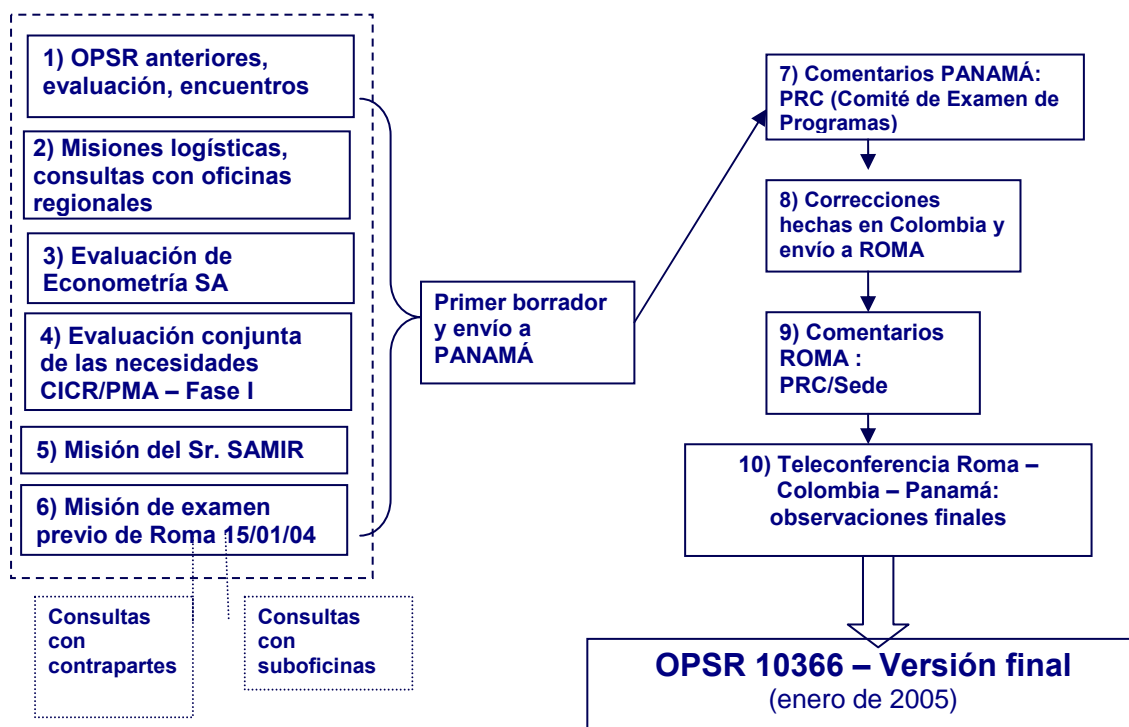 1) OPSR anteriores,
evaluación, encuentros
2) Misiones logísticas,
consultas con oficinas
regionales
3) Evaluación de
Econometría SA
4) Evaluación conjunta
de las necesidades
CICR/PMA – Fase I
5) Misión del Sr. SAMIR
6) Misión de examen
previo de Roma 15/01/04
Consultas
con
contrapartes
Consultas
con
suboficinas
Primer borrador
y envío a
PANAMÁ
7) Comentarios PANAMÁ:
PRC (Comité de Examen de
Programas)
8) Correcciones
hechas en Colombia y
envío a ROMA
9) Comentarios
ROMA :
PRC/Sede
10) Teleconferencia Roma –
Colombia – Panamá:
observaciones finales
OPSR 10366 – Versión final
(enero de 2005)